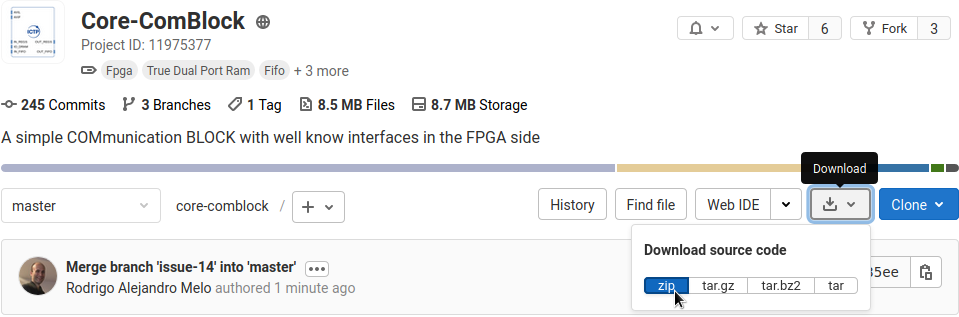 ICTP
Core-ComBlock
Project ID: 11975377
Star 6
Fork 3
Fpga True Dual Port Ram Fifo + 3 more
245 Commits 3 Branches 1 Tag 8.5 MB Files 8.7 MB Storage
A simple COMmunication BLOCK with well know interfaces in the FPGA side
Download
master core-comblock / + History Find file Web IDE Clone
Download source code
zip tar.gz tar.bz2 tar
Merge branch 'issue-14' into 'master' ...
Rodrigo Alejandro Melo authored 1 minute ago
35ee